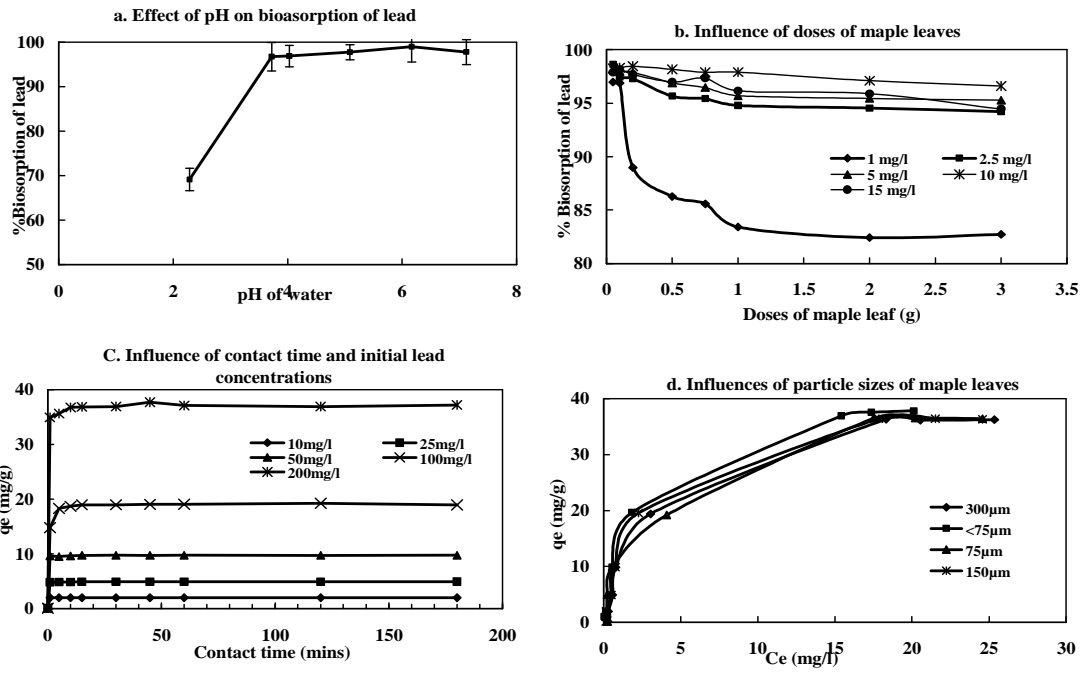 a. Effect of pH on bioasorption of lead
%Biosorption of lead
100
90
80
70
60
50
0 2 4 6 8
pH of water
b. Influence of doses of maple leaves
% Biosorption of lead
100
95
90
85
80
1 mg/l 2.5 mg/l
5 mg/l 10 mg/l
15 mg/l
0 0.5 1 1.5 2 2.5 3 3.5
Doses of maple leaf (g)
C. Influence of contact time and initial lead
concentrations
qe (mg/g)
40
30
20
10
0
10mg/l 25mg/l
50mg/l 100mg/l
200mg/l
0 50 100 150 200
Contact time (mins)
d. Influences of particle sizes of maple leaves
qe (mg/g)
40
30
20
10
0
300µm
<75µm
75µm
150µm
0 5 10 15 20 25 30
Ce (mg/l)